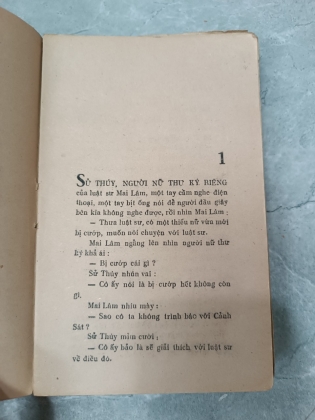 1
SỬ THÚY, NGƯỜI NỮ THƯ KÝ RIÊNG
của luật sư Mai Lâm, một tay cầm nghe điện
thoại, một tay bịt ống nói để người đầu giây
bên kia không nghe được, rồi nhìn Mai Lâm :
— Thưa luật sư, có một thiếu nữ vừa mới
bị cướp, muốn nói chuyện với luật sư.
Mai Lâm ngẩng lên nhìn người nữ thư
ký khả ái :
— Bị cướp cái gì ?
Sử Thúy nhún vai :
— Cô ấy nói là bị cướp hết không còn
gì.
Mai Lâm nhíu mày :
— Sao cô ta không trình báo với Cảnh
Sát ?
Sử Thúy mỉm cười :
— Cô ấy bảo là sẽ giải thích với luật sư
về điều đó.